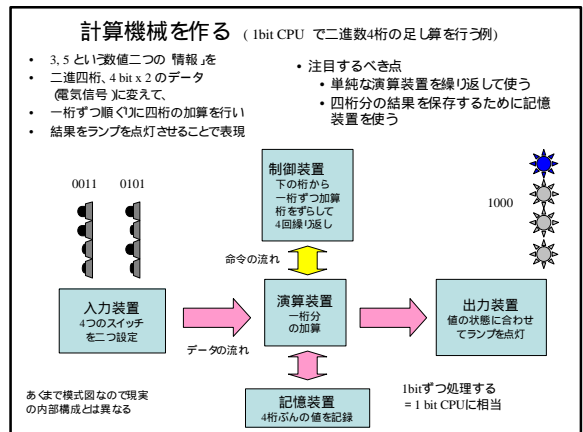 計算機械を作る ( 1bit CPU で二進数4桁の足し算を行う例)
• 3, 5 という数値二つの「情報」を
• 二進四桁、4 bit x 2 のデータ
(電気信号)に変えて、
• 一桁ずつ順ぐりに四桁の加算を行い
• 結果をランプを点灯させることで表現
• 注目するべき点
• 単純な演算装置を繰り返して使う
• 四桁分の結果を保存するために記憶
装置を使う
0011 0101
制御装置
下の桁から
一桁ずつ加算
桁をずらして
4回繰り返し
1000
命令の流れ
入力装置
4つのスイッチ
を二つ設定
演算装置
一桁分
の加算
出力装置
値の状態に合わせ
てランプを点灯
データの流れ
記憶装置
4桁ぶんの値を記録
あくまで模式図なので現実
の内部構成とは異なる
1bitずつ処理する
= 1 bit CPUに相当